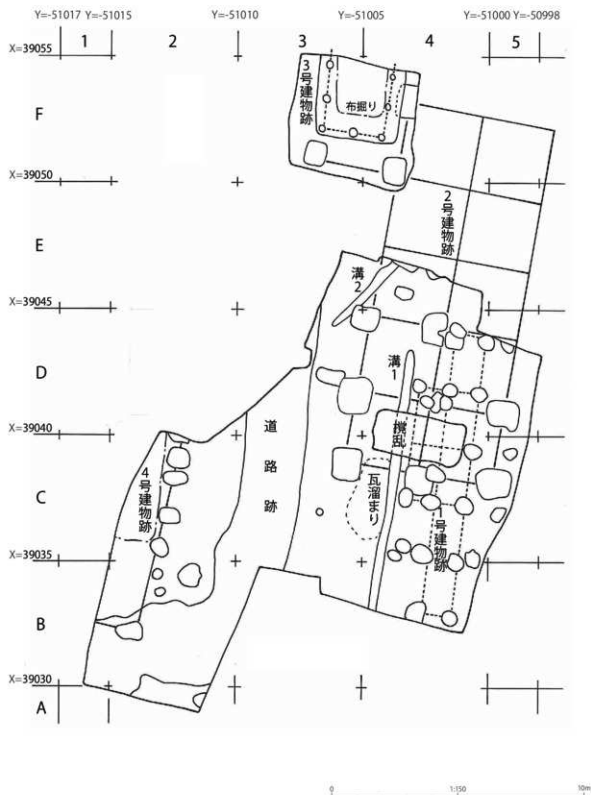 Y=-51017 Y=-51015 Y=-51010 Y=-51005 Y=-51000 Y=-50998
1 2 3 4 5
X=39055
F
3号建物跡
布掘り
X=39050
E
2号建物跡
溝2
X=39045
D
溝1
X=39040
道路跡
撹乱
C
4号建物跡
瓦溜まり
1号建物跡
X=39035
B
X=39030
A
0 1:150 10m